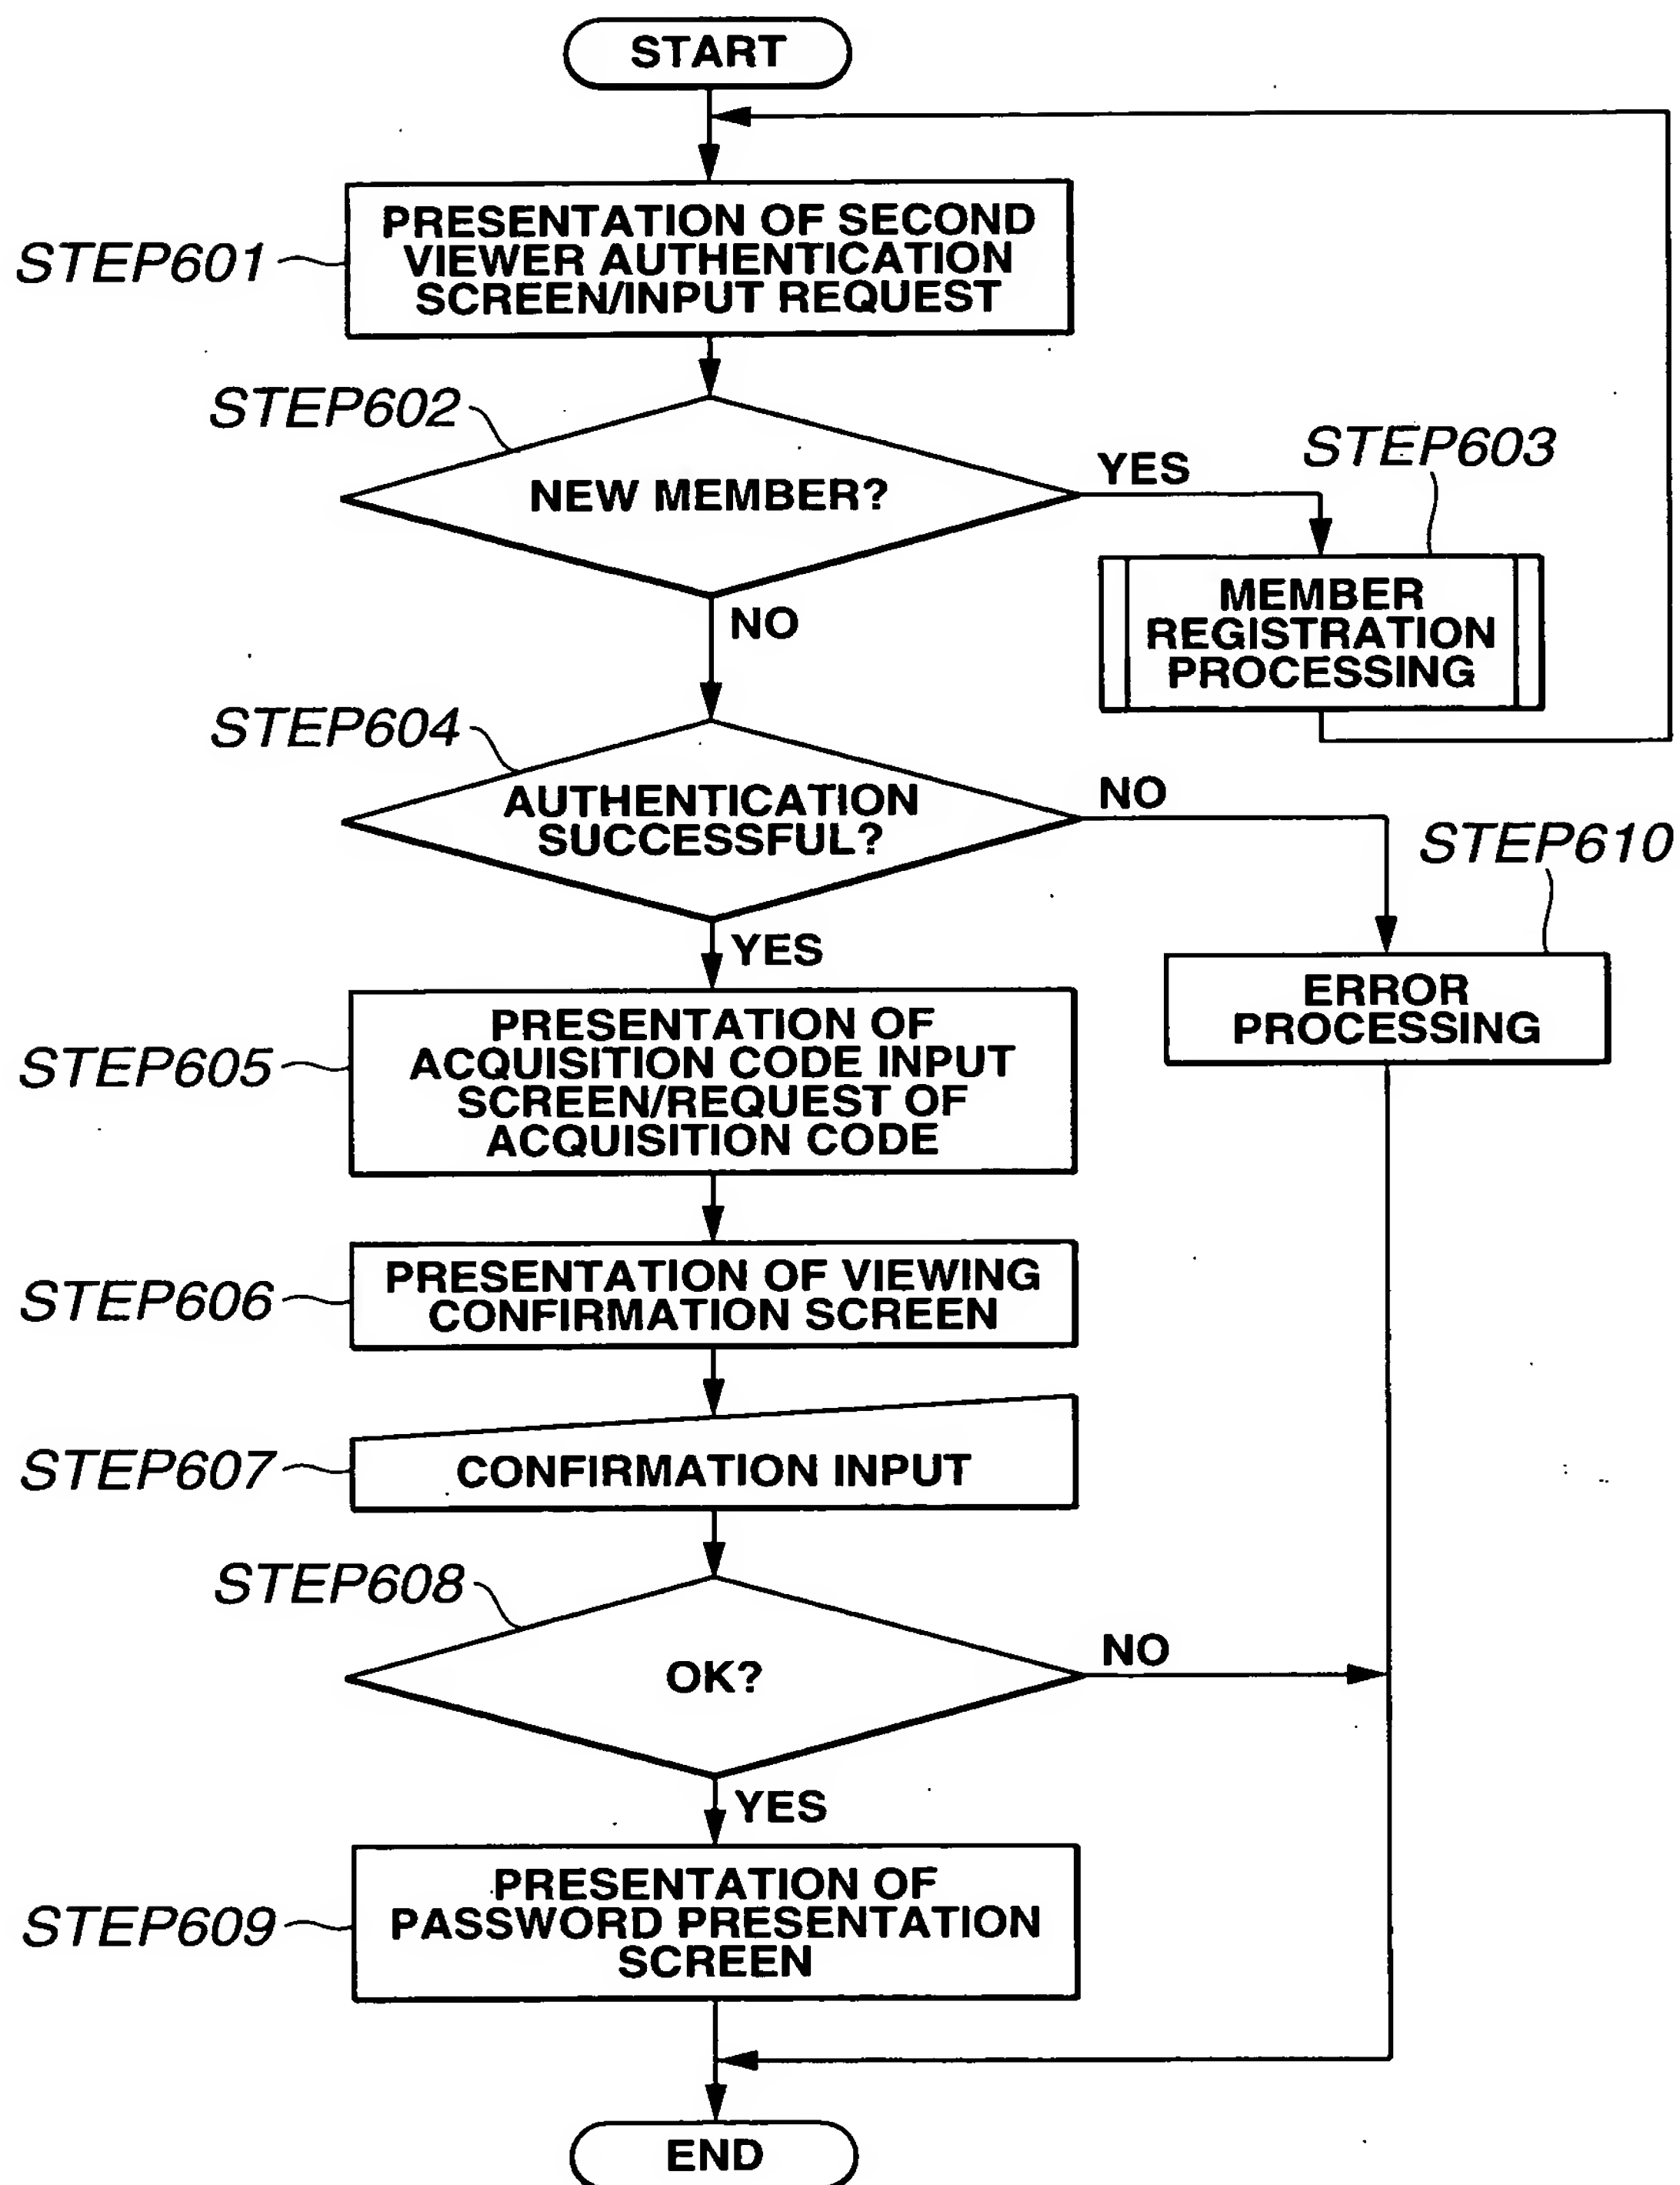 START
PRESENTATION OF SECOND
VIEWER AUTHENTICATION
SCREEN/INPUT REQUEST
STEP601
STEP602
NEW MEMBER?
YES
STEP603
MEMBER
REGISTRATION
PROCESSING
NO
STEP604
AUTHENTICATION
SUCCESSFUL?
NO
STEP610
ERROR
PROCESSING
YES
STEP605
PRESENTATION OF
ACQUISITION CODE INPUT
SCREEN/REQUEST OF
ACQUISITION CODE
STEP606
PRESENTATION OF VIEWING
CONFIRMATION SCREEN
STEP607
CONFIRMATION INPUT
STEP608
OK?
NO
YES
STEP609
PRESENTATION OF
PASSWORD PRESENTATION
SCREEN
END